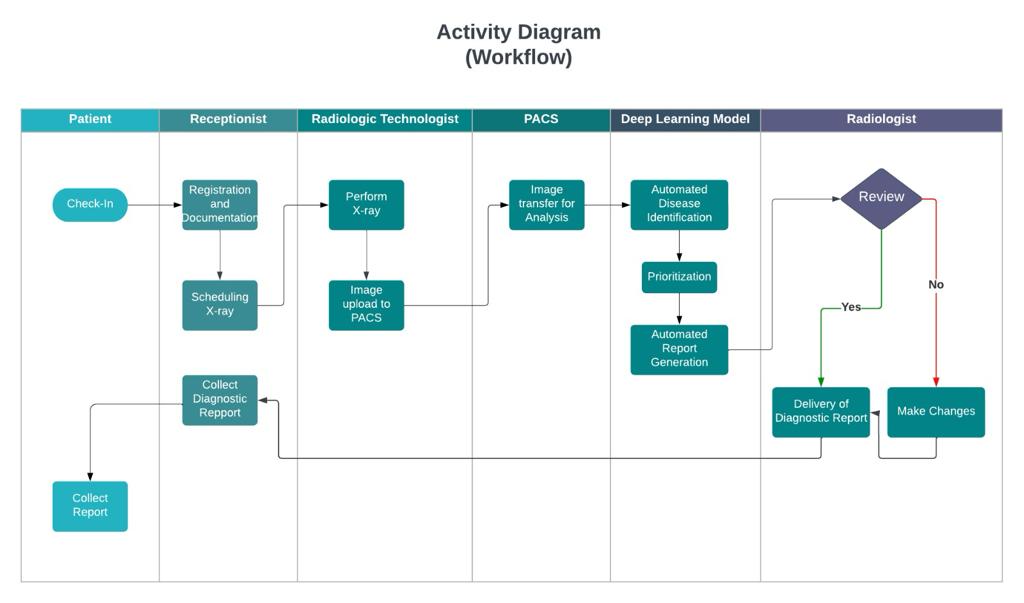 Activity Diagram
(Workflow)
Patient
Receptionist
Radiologic Technologist
PACS
Deep Learning Model
Radiologist
Check-In
Registration
and
Documentation
Scheduling
X-ray
Perform
X-ray
Image
upload to
PACS
Image
transfer for
Analysis
Automated
Disease
Identification
Prioritization
Automated
Report
Generation
Review
Yes
No
Delivery of
Diagnostic Report
Make Changes
Collect
Diagnostic
Repport
Collect
Report